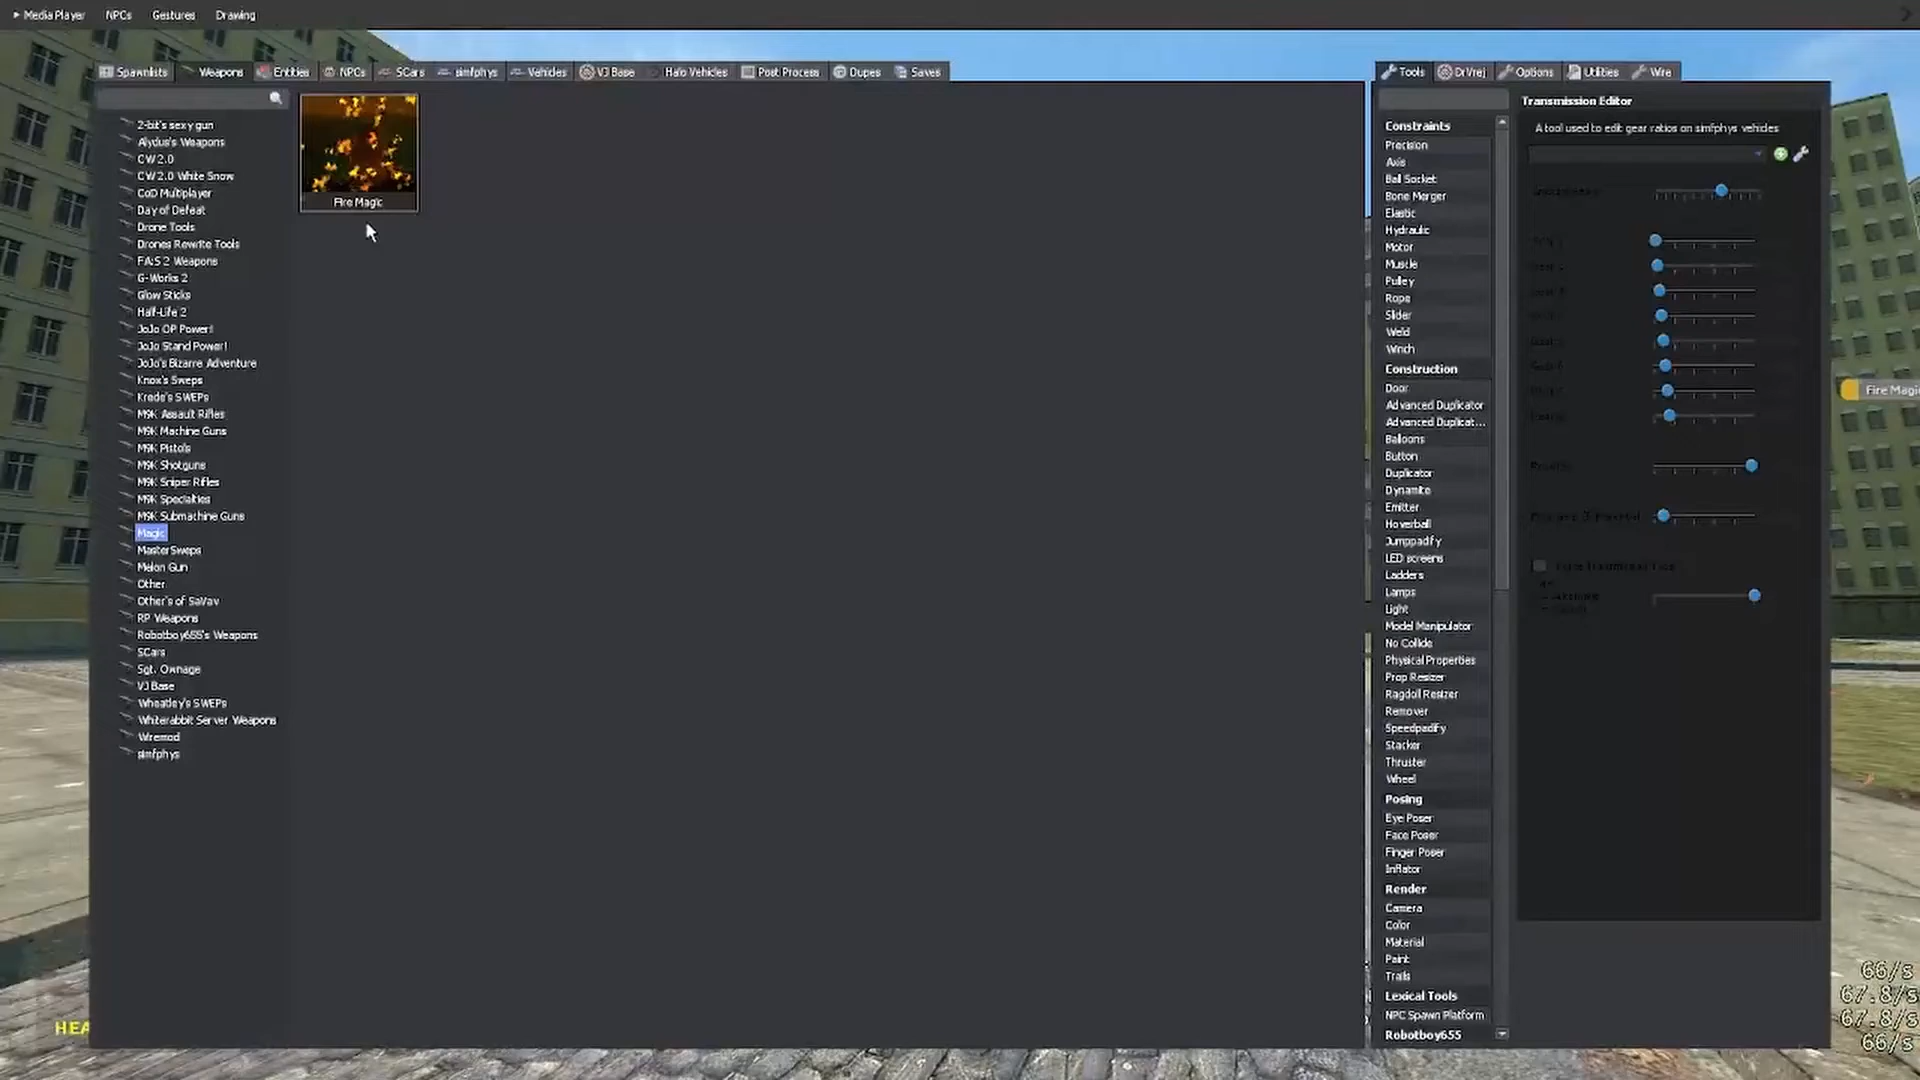 Media Player NPCs Gestures Drawing
Spawnlists Weapons Entities NPCs SCars simfphys Vehicles VJ Base Halo Vehicles Post Process Dupes Saves
2-bit's sexy gun
Alydus's Weapons
CW 2.0
CW 2.0 White Snow
CoD Multiplayer
Day of Defeat
Drone Tools
Drones Rewrite Tools
FA:S 2 Weapons
G-Works 2
Glow Sticks
Half-Life 2
JoJo OP Power!
JoJo Stand Power!
JoJo's Bizarre Adventure
Knox's Sweps
Krede's SWEPs
M9K Assault Rifles
M9K Machine Guns
M9K Pistols
M9K Shotguns
M9K Sniper Rifles
M9K Specialties
M9K Submachine Guns
Magic
MasterSweps
Melon Gun
Other
Other's of SaVav
RP Weapons
Robotboy655's Weapons
SCars
Sgt. Ownage
VJ Base
Wheatley's SWEPs
Whiterabbit Server Weapons
Wiremod
simfphys
Fire Magic
Tools DrVrej Options Utilities Wire
Constraints
Precision
Axis
Ball Socket
Bone Merger
Elastic
Hydraulic
Motor
Muscle
Pulley
Rope
Slider
Weld
Winch
Construction
Door
Advanced Duplicator
Advanced Duplicat...
Balloons
Button
Duplicator
Dynamite
Emitter
Hoverball
Jumppadify
LED screens
Ladders
Lamps
Light
Model Manipulator
No Collide
Physical Properties
Prop Resizer
Ragdoll Resizer
Remover
Speedpadify
Stacker
Thruster
Wheel
Posing
Eye Poser
Face Poser
Finger Poser
Inflator
Render
Camera
Color
Material
Paint
Trails
Lexical Tools
NPC Spawn Platform
Robotboy655
Transmission Editor
A tool used to edit gear ratios on simfphys vehicles
Fire Magic
HEA
66/s
67.8/s
67.8/s
66/s